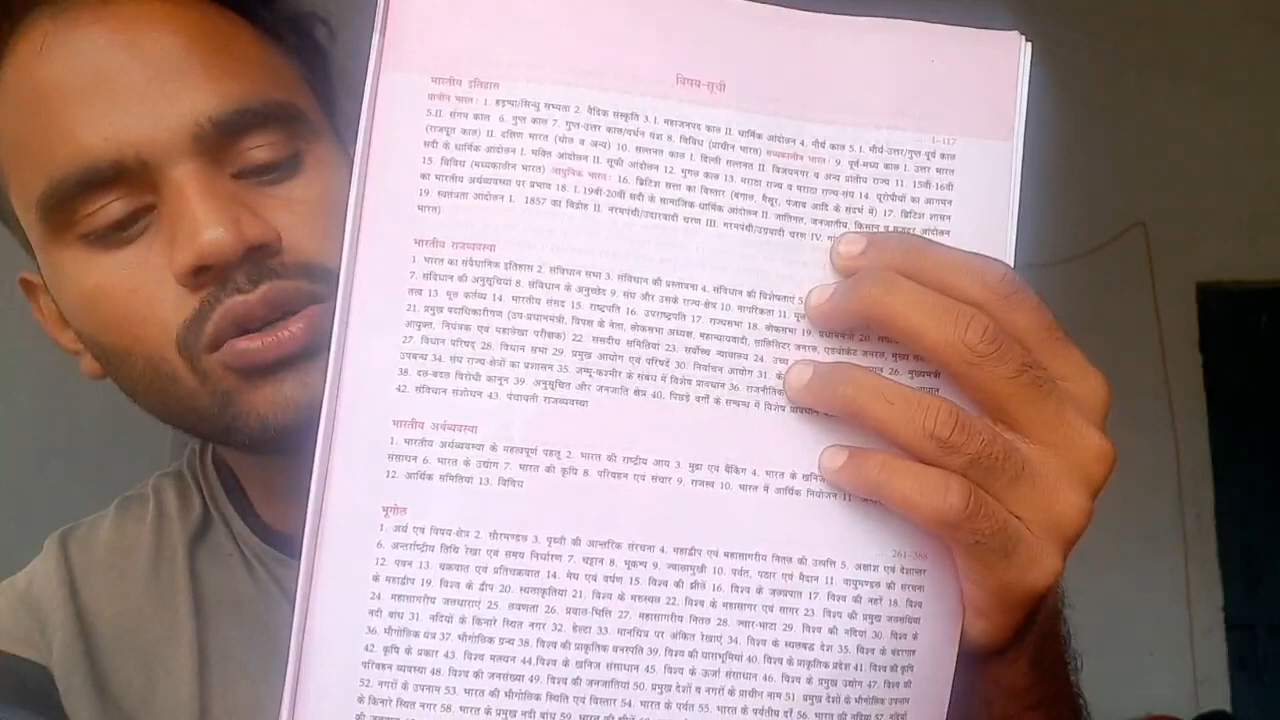 विषय-सूची
भारतीय इतिहास
1-117
प्राचीन भारत: 1. हड़प्पा/सिन्धु सभ्यता 2. वैदिक संस्कृति 3.I. महाजनपद काल II. धार्मिक आंदोलन 4. मौर्य काल 5.I. मौर्य-उत्तर/गुप्त-पूर्व काल
5.II. संगम काल 6. गुप्त काल 7. गुप्त-उत्तर काल/वर्धन वंश 8. विविध (प्राचीन भारत) मध्यकालीन भारत: 9. पूर्व-मध्य काल I. उत्तर भारत
(राजपूत काल) II. दक्षिण भारत (चोल व अन्य) 10. सल्तनत काल I. दिल्ली सल्तनत II. विजयनगर व अन्य प्रांतीय राज्य 11. 15वीं-16वीं
सदी के धार्मिक आंदोलन I. भक्ति आंदोलन II. सूफी आंदोलन 12. मुगल काल 13. मराठा राज्य व मराठा राज्य-संघ 14. यूरोपीयों का आगमन
15. विविध (मध्यकालीन भारत) आधुनिक भारत: 16. ब्रिटिश सत्ता का विस्तार (बंगाल, मैसूर, पंजाब आदि के संदर्भ में) 17. ब्रिटिश शासन
का भारतीय अर्थव्यवस्था पर प्रभाव 18. I. 19वीं-20वीं सदी के सामाजिक-धार्मिक आंदोलन II. जातिगत, जनजातीय, किसान व मजदूर आंदोलन
19. स्वतंत्रता आंदोलन I. 1857 का विद्रोह II. नरमपंथी/उदारवादी चरण III. गरमपंथी/उग्रवादी चरण IV.
भारत)
भारतीय राजव्यवस्था
1. भारत का संवैधानिक इतिहास 2. संविधान सभा 3. संविधान की प्रस्तावना 4. संविधान की विशेषताएं 5
7. संविधान की अनुसूचियां 8. संविधान के अनुच्छेद 9. संघ और उसके राज्य-क्षेत्र 10. नागरिकता 11.
तत्व 13. मूल कर्तव्य 14. भारतीय संसद 15. राष्ट्रपति 16. उपराष्ट्रपति 17. राज्यसभा 18. लोकसभा 19. प्रधानमंत्री 20.
21. प्रमुख पदाधिकारीगण (उप-प्रधानमंत्री, विपक्ष के नेता, लोकसभा अध्यक्ष, महान्यायवादी, सालिसिटर जनरल, एडवोकेट जनरल, मुख्य
आयुक्त, नियंत्रक एवं महालेखा परीक्षक) 22. संसदीय समितियां 23. सर्वोच्च न्यायालय 24. उच्च 26. मुख्यमंत्री
27. विधान परिषद् 28. विधान सभा 29. प्रमुख आयोग एवं परिषदें 30. निर्वाचन आयोग 31.
उपबन्ध 34. संघ राज्य क्षेत्रों का प्रशासन 35. जम्मू-कश्मीर के संबंध में विशेष प्रावधान 36. राजनीतिक
38. दल-बदल विरोधी कानून 39. अनुसूचित और जनजाति क्षेत्र 40. पिछड़े वर्गों के सम्बन्ध में विशेष प्रावधान
42. संविधान संशोधन 43. पंचायती राजव्यवस्था
भारतीय अर्थव्यवस्था
1. भारतीय अर्थव्यवस्था के महत्वपूर्ण पहलू 2. भारत की राष्ट्रीय आय 3. मुद्रा एवं बैंकिंग 4. भारत के खनिज
संसाधन 6. भारत के उद्योग 7. भारत की कृषि 8. परिवहन एवं संचार 9. राजस्व 10. भारत में आर्थिक नियोजन 11.
12. आर्थिक समितियां 13. विविध
भूगोल
261-388
1. अर्थ एवं विषय-क्षेत्र 2. सौरमण्डल 3. पृथ्वी की आन्तरिक संरचना 4. महाद्वीप एवं महासागरीय नितल की उत्पत्ति 5. अक्षांश एवं देशान्तर
6. अन्तर्राष्ट्रीय तिथि रेखा एवं समय निर्धारण 7. चट्टान 8. भूकम्प 9. ज्वालामुखी 10. पर्वत, पठार एवं मैदान 11. वायुमण्डल की संरचना
12. पवन 13. चक्रवात एवं प्रतिचक्रवात 14. मेघ एवं वर्षण 15. विश्व की झीलें 16. विश्व के जलप्रपात 17. विश्व की नहरें 18. विश्व
के महाद्वीप 19. विश्व के द्वीप 20. स्थलाकृतियां 21. विश्व के मरुस्थल 22. विश्व के महासागर एवं सागर 23. विश्व की प्रमुख जलसंधियां
24. महासागरीय जलधाराएं 25. लवणता 26. प्रवाल-भित्ति 27. महासागरीय नितल 28. ज्वार-भाटा 29. विश्व की नदियां 30. विश्व के
नदी बांध 31. नदियों के किनारे स्थित नगर 32. डेल्टा 33. मानचित्र पर अंकित रेखाएं 34. विश्व के स्थलबद्ध देश 35. विश्व के बंदरगाह
36. भौगोलिक यंत्र 37. भौगोलिक ग्रन्थ 38. विश्व की प्राकृतिक वनस्पति 39. विश्व की घासभूमियां 40. विश्व के प्राकृतिक प्रदेश 41. विश्व की कृषि
42. कृषि के प्रकार 43. विश्व मत्स्यन 44.विश्व के खनिज संसाधन 45. विश्व के ऊर्जा संसाधन 46. विश्व के प्रमुख उद्योग 47. विश्व की
परिवहन व्यवस्था 48. विश्व की जनसंख्या 49. विश्व की जनजातियां 50. प्रमुख देशों व नगरों के प्राचीन नाम 51. प्रमुख देशों के भौगोलिक उपनाम
52. नगरों के उपनाम 53. भारत की भौगोलिक स्थिति एवं विस्तार 54. भारत के पर्वत 55. भारत के पर्वतीय दर्रे 56. भारत की नदियां 57. नदियों
के किनारे स्थित नगर 58. भारत के प्रमुख नदी बांध 59. भारत की झीलें